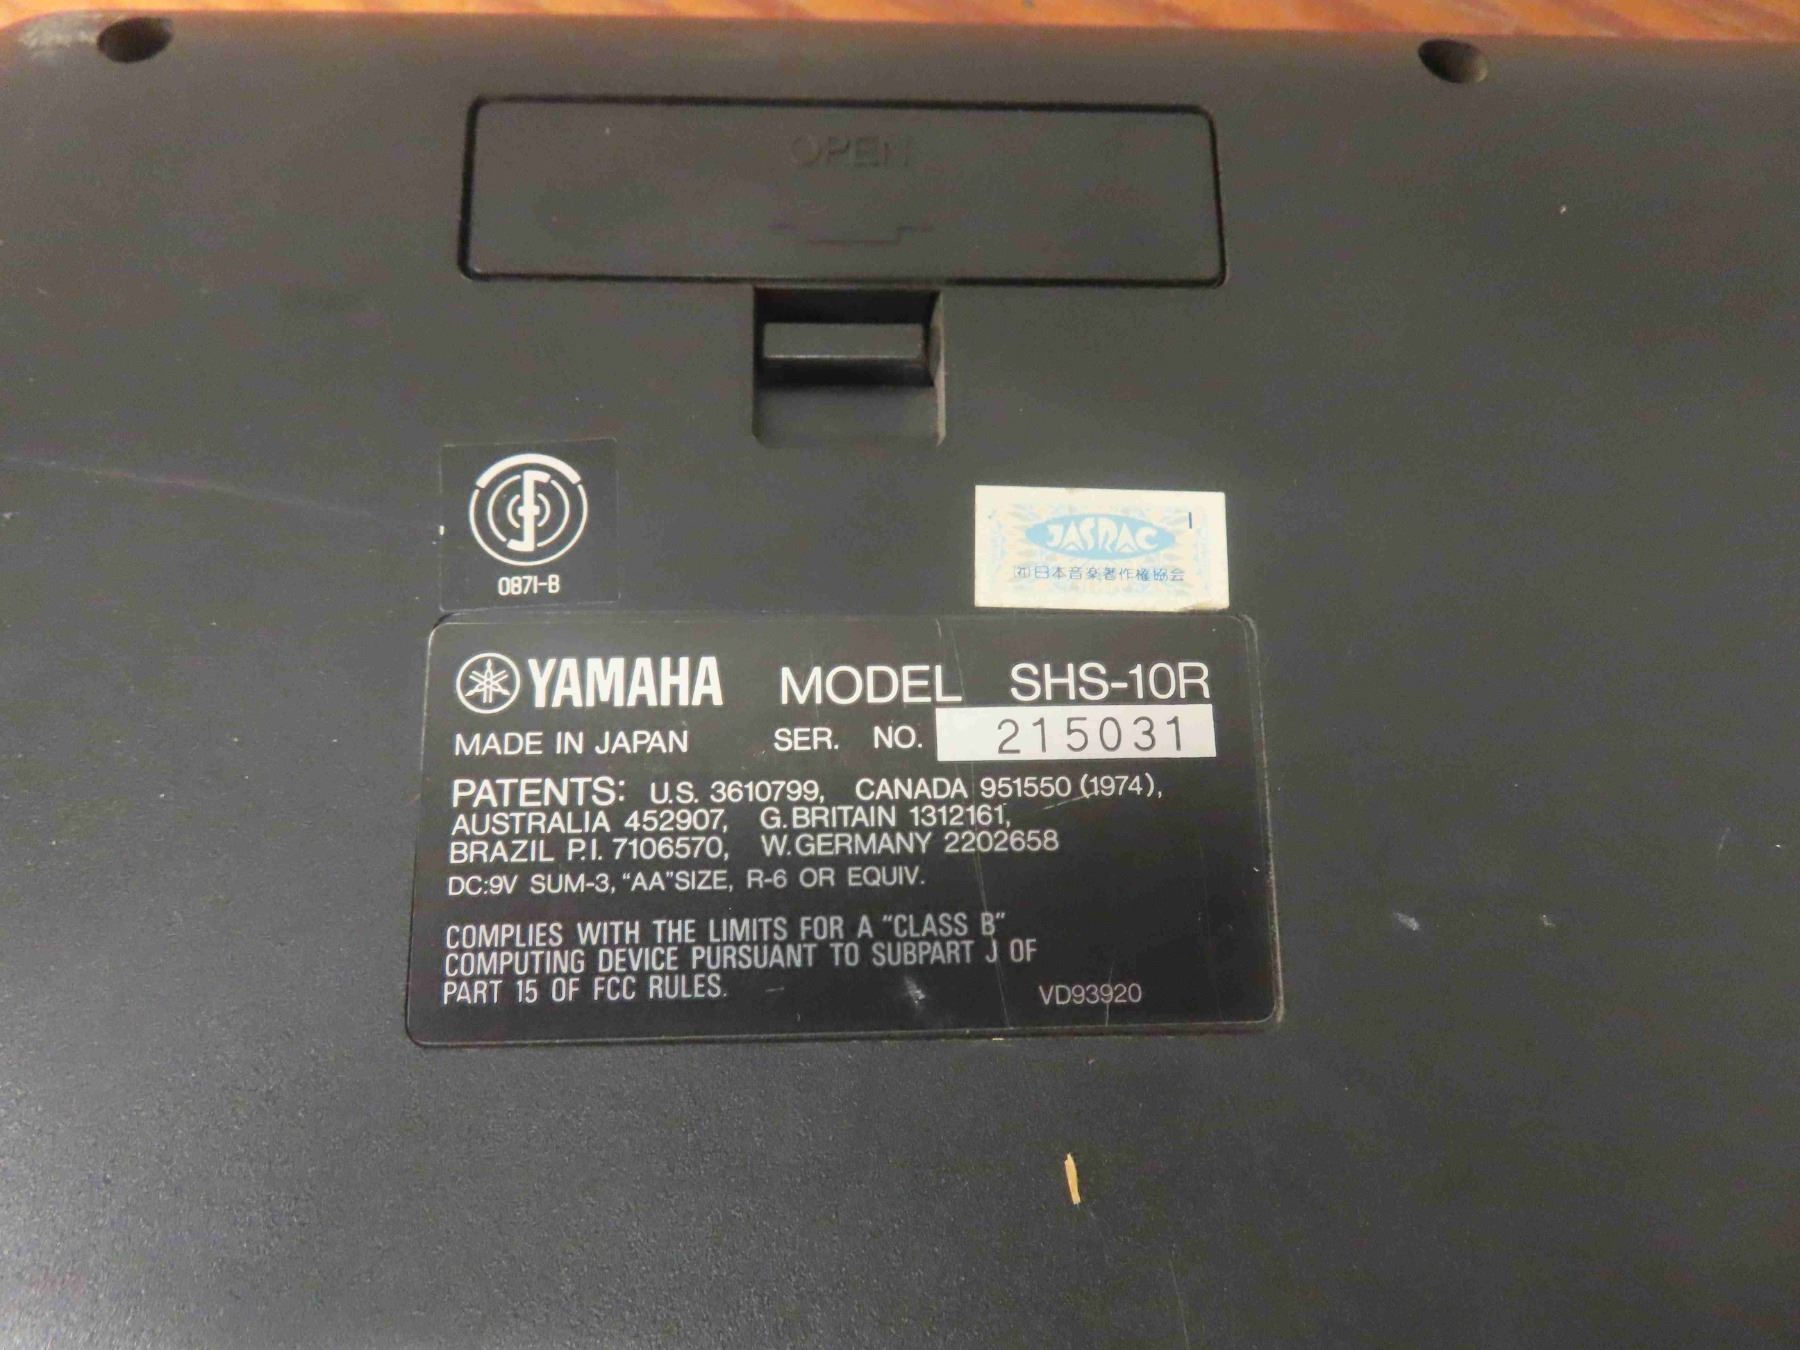 OPEN
0871-B
JASRAC
I
(社)日本音楽著作権協会
YAMAHA MODEL SHS-10R
MADE IN JAPAN SER. NO. 215031
PATENTS: U.S. 3610799, CANADA 951550 (1974),
AUSTRALIA 452907, G.BRITAIN 1312161,
BRAZIL P.I. 7106570, W.GERMANY 2202658
DC:9V SUM-3, "AA"SIZE, R-6 OR EQUIV.
COMPLIES WITH THE LIMITS FOR A "CLASS B"
COMPUTING DEVICE PURSUANT TO SUBPART J OF
PART 15 OF FCC RULES.
VD93920